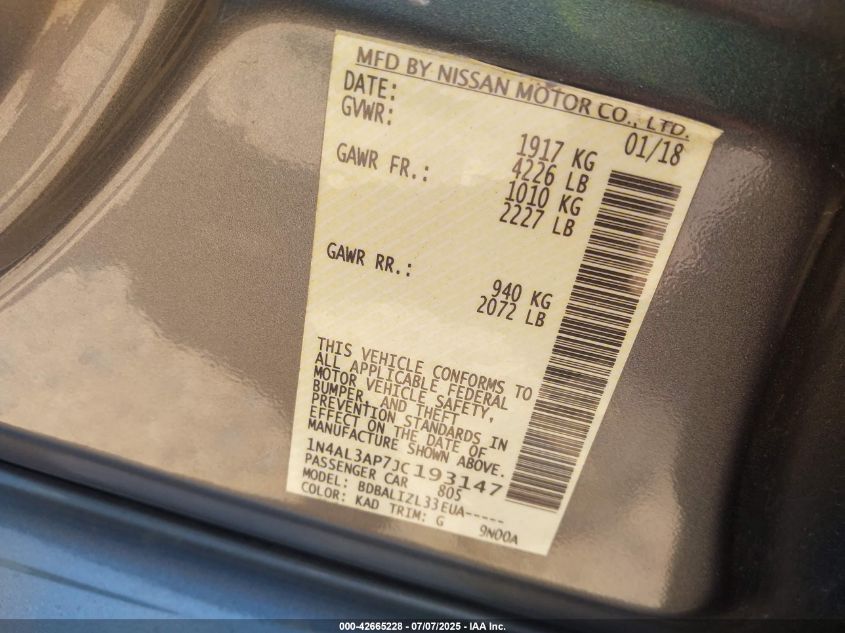 MFD BY NISSAN MOTOR CO., LTD.
DATE: 01/18
GVWR: 1917 KG
4226 LB
GAWR FR.: 1010 KG
2227 LB
GAWR RR.: 940 KG
2072 LB
THIS VEHICLE CONFORMS TO
ALL APPLICABLE FEDERAL
MOTOR VEHICLE SAFETY,
BUMPER, AND THEFT
PREVENTION STANDARDS IN
EFFECT ON THE DATE OF
MANUFACTURE SHOWN ABOVE.
1N4AL3AP7JC193147
PASSENGER CAR 805
MODEL: BDBALIZL33EUA-----
COLOR: KAD TRIM: G 9N00A
000-42665228 - 07/07/2025 - IAA Inc.